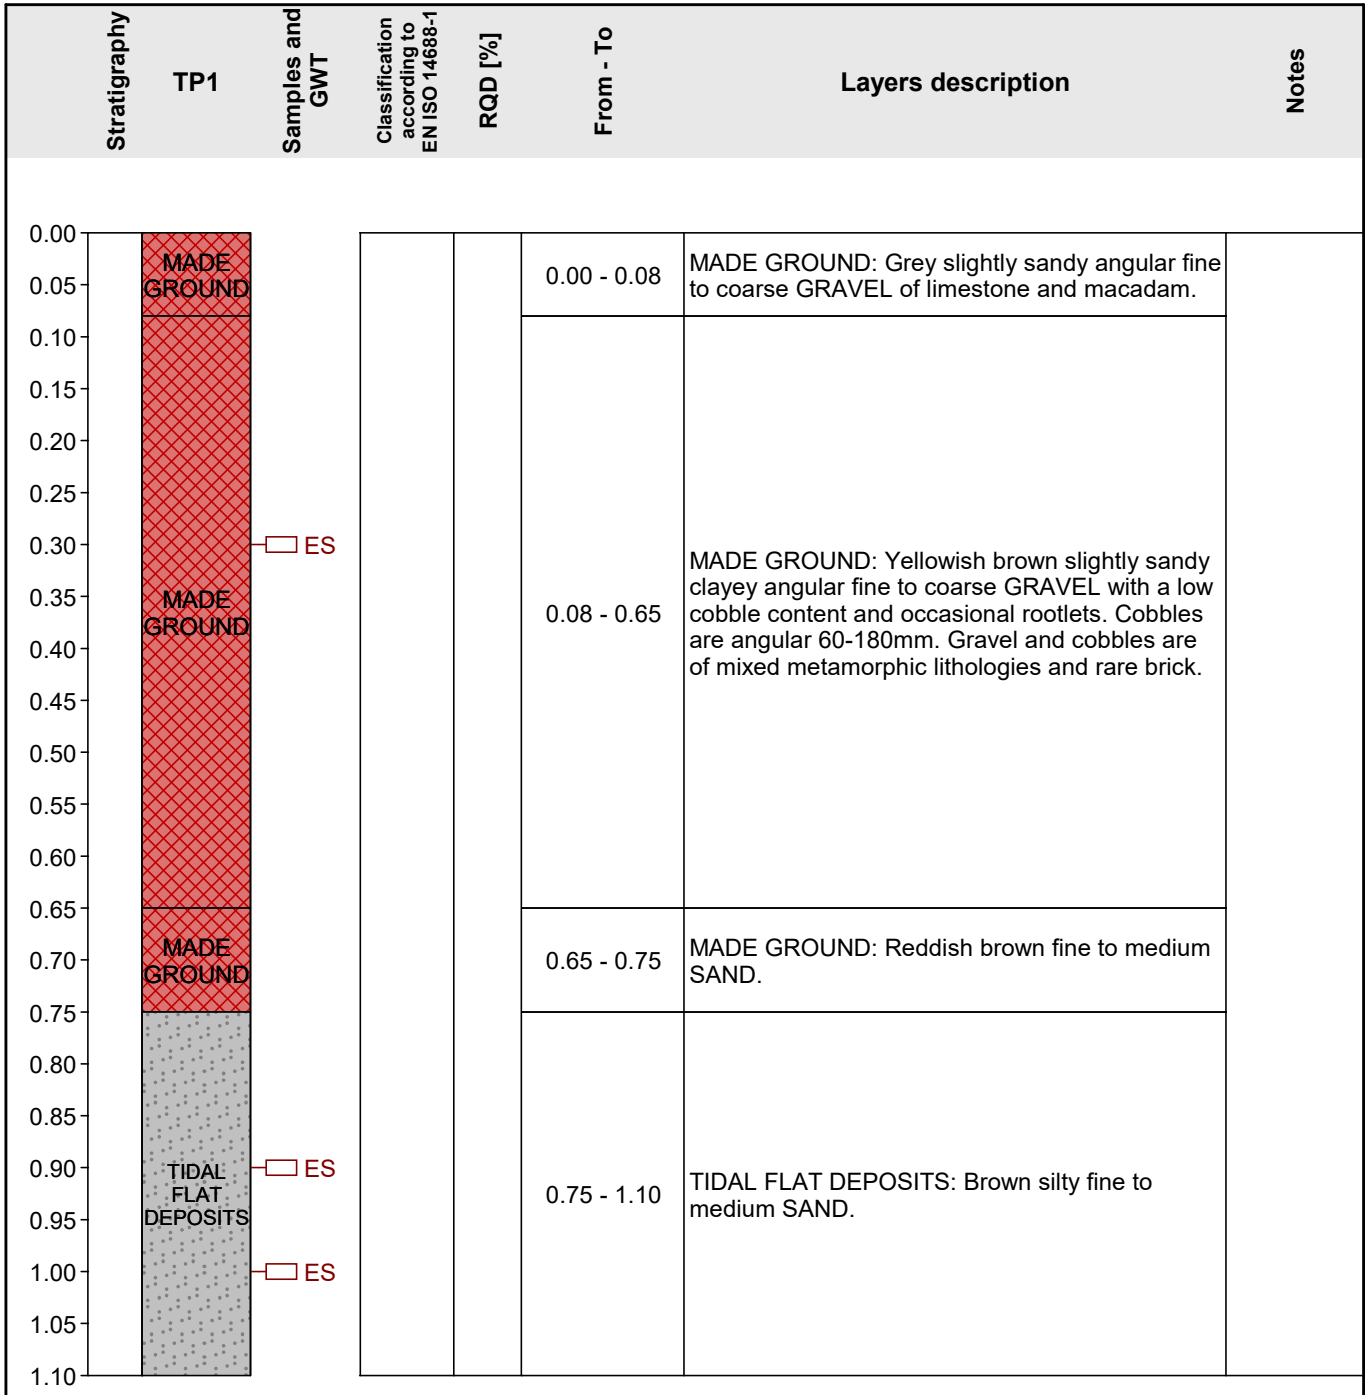 Stratigraphy
TP1
Samples and
GWT
Classification
according to
EN ISO 14688-1
RQD [%]
From - To
Layers description
Notes
0.00
0.05
0.10
0.15
0.20
0.25
0.30
0.35
0.40
0.45
0.50
0.55
0.60
0.65
0.70
0.75
0.80
0.85
0.90
0.95
1.00
1.05
1.10
MADE
GROUND
0.00 - 0.08
MADE GROUND: Grey slightly sandy angular fine
to coarse GRAVEL of limestone and macadam.
ES
MADE
GROUND
0.08 - 0.65
MADE GROUND: Yellowish brown slightly sandy
clayey angular fine to coarse GRAVEL with a low
cobble content and occasional rootlets. Cobbles
are angular 60-180mm. Gravel and cobbles are
of mixed metamorphic lithologies and rare brick.
MADE
GROUND
0.65 - 0.75
MADE GROUND: Reddish brown fine to medium
SAND.
ES
TIDAL
FLAT
DEPOSITS
0.75 - 1.10
TIDAL FLAT DEPOSITS: Brown silty fine to
medium SAND.
ES